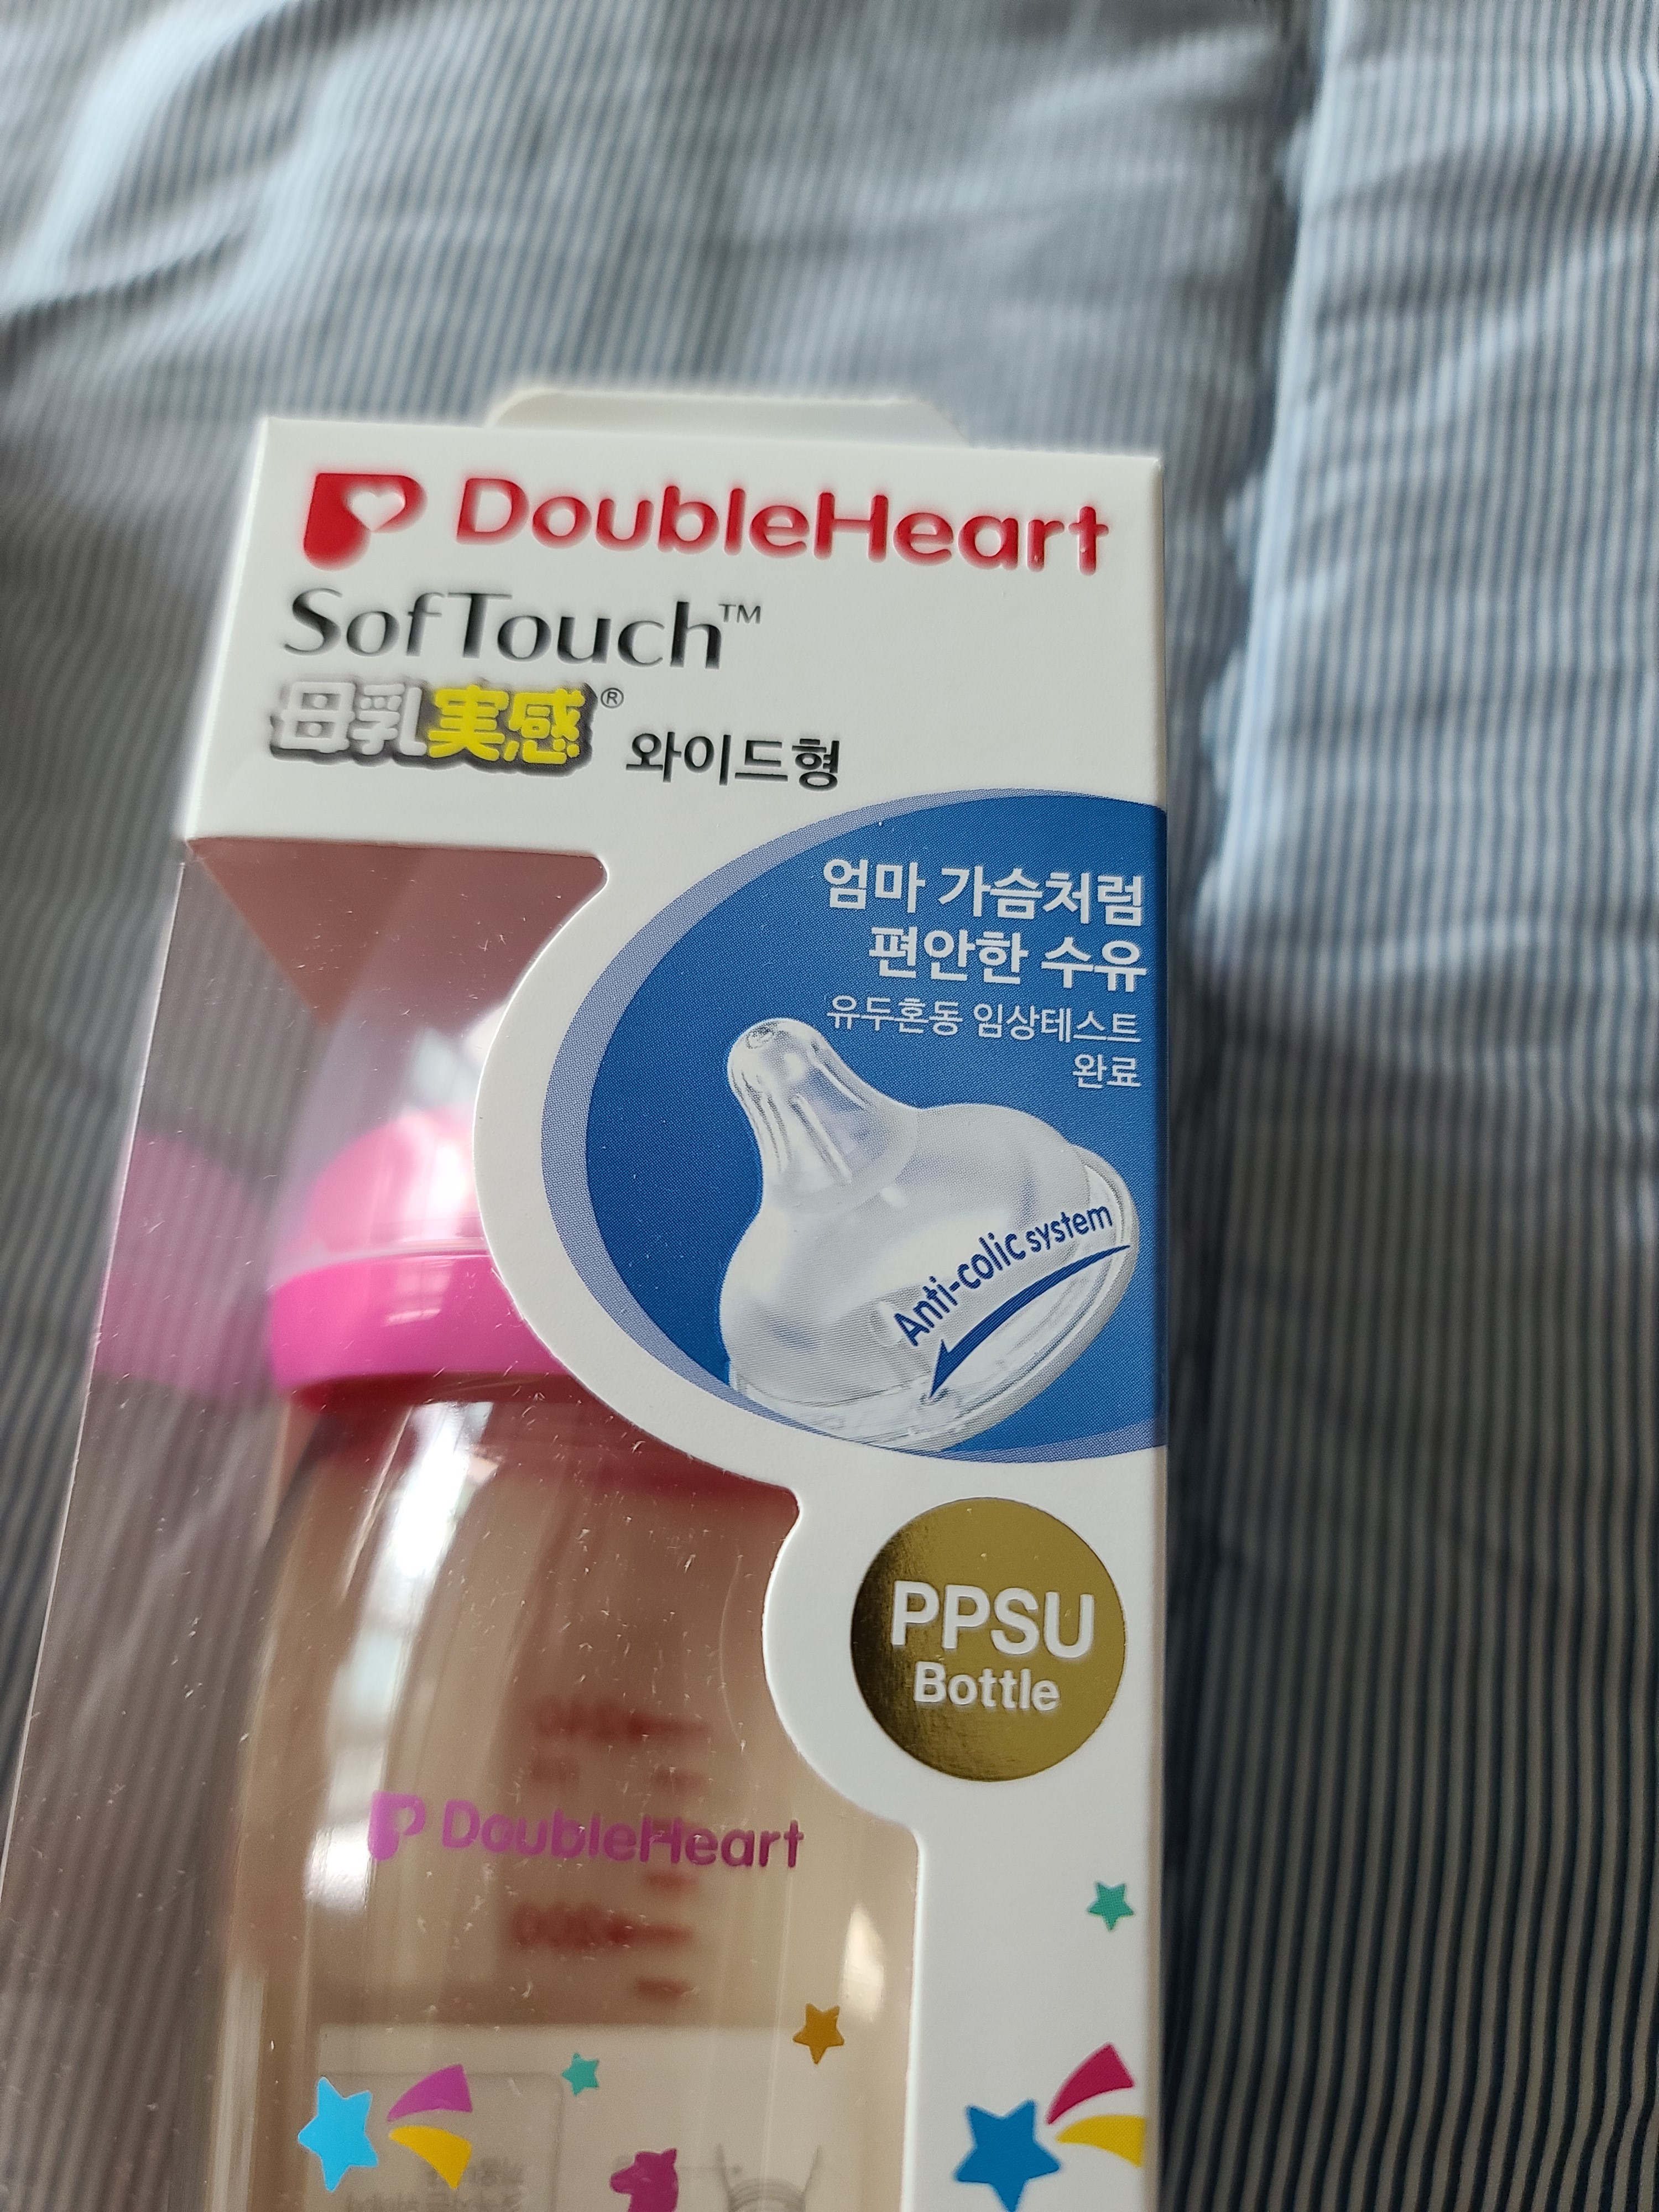 DoubleHeart
SofTouch™
母乳実感® 와이드형
엄마 가슴처럼
편안한 수유
유두혼동 임상테스트
완료
Anti-colic system
PPSU
Bottle
240
DoubleHeart
200